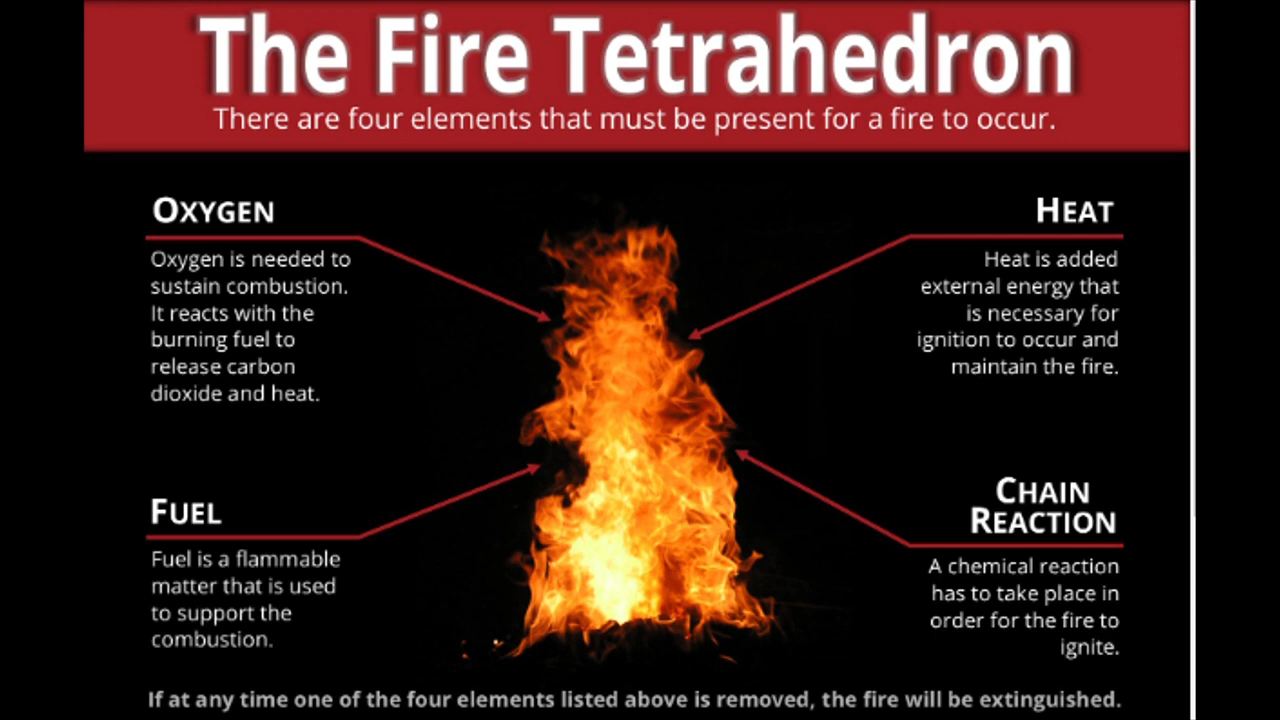 The Fire Tetrahedron
There are four elements that must be present for a fire to occur.
OXYGEN
Oxygen is needed to
sustain combustion.
It reacts with the
burning fuel to
release carbon
dioxide and heat.
HEAT
Heat is added
external energy that
is necessary for
ignition to occur and
maintain the fire.
FUEL
Fuel is a flammable
matter that is used
to support the
combustion.
CHAIN
REACTION
A chemical reaction
has to take place in
order for the fire to
ignite.
If at any time one of the four elements listed above is removed, the fire will be extinguished.